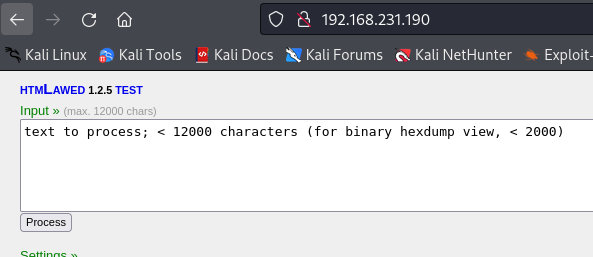 192.168.231.190
Kali Linux Kali Tools Kali Docs Kali Forums Kali NetHunter Exploit-
HTMLAWED 1.2.5 TEST
Input » (max. 12000 chars)
text to process; < 12000 characters (for binary hexdump view, < 2000)
Process
Settings »